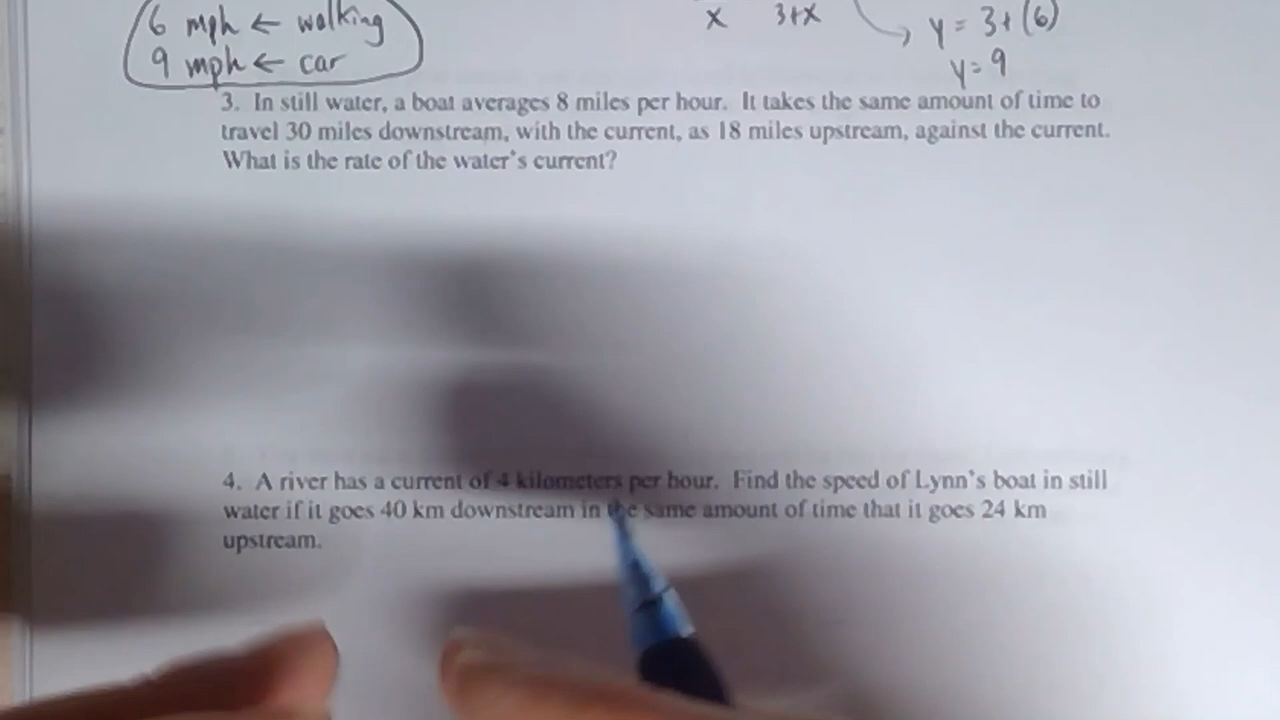 6 mph ← walking
9 mph ← car
x 3+x
y = 3+(6)
y=9
3. In still water, a boat averages 8 miles per hour. It takes the same amount of time to
travel 30 miles downstream, with the current, as 18 miles upstream, against the current.
What is the rate of the water's current?
4. A river has a current of 4 kilometers per hour. Find the speed of Lynn's boat in still
water if it goes 40 km downstream in the same amount of time that it goes 24 km
upstream.